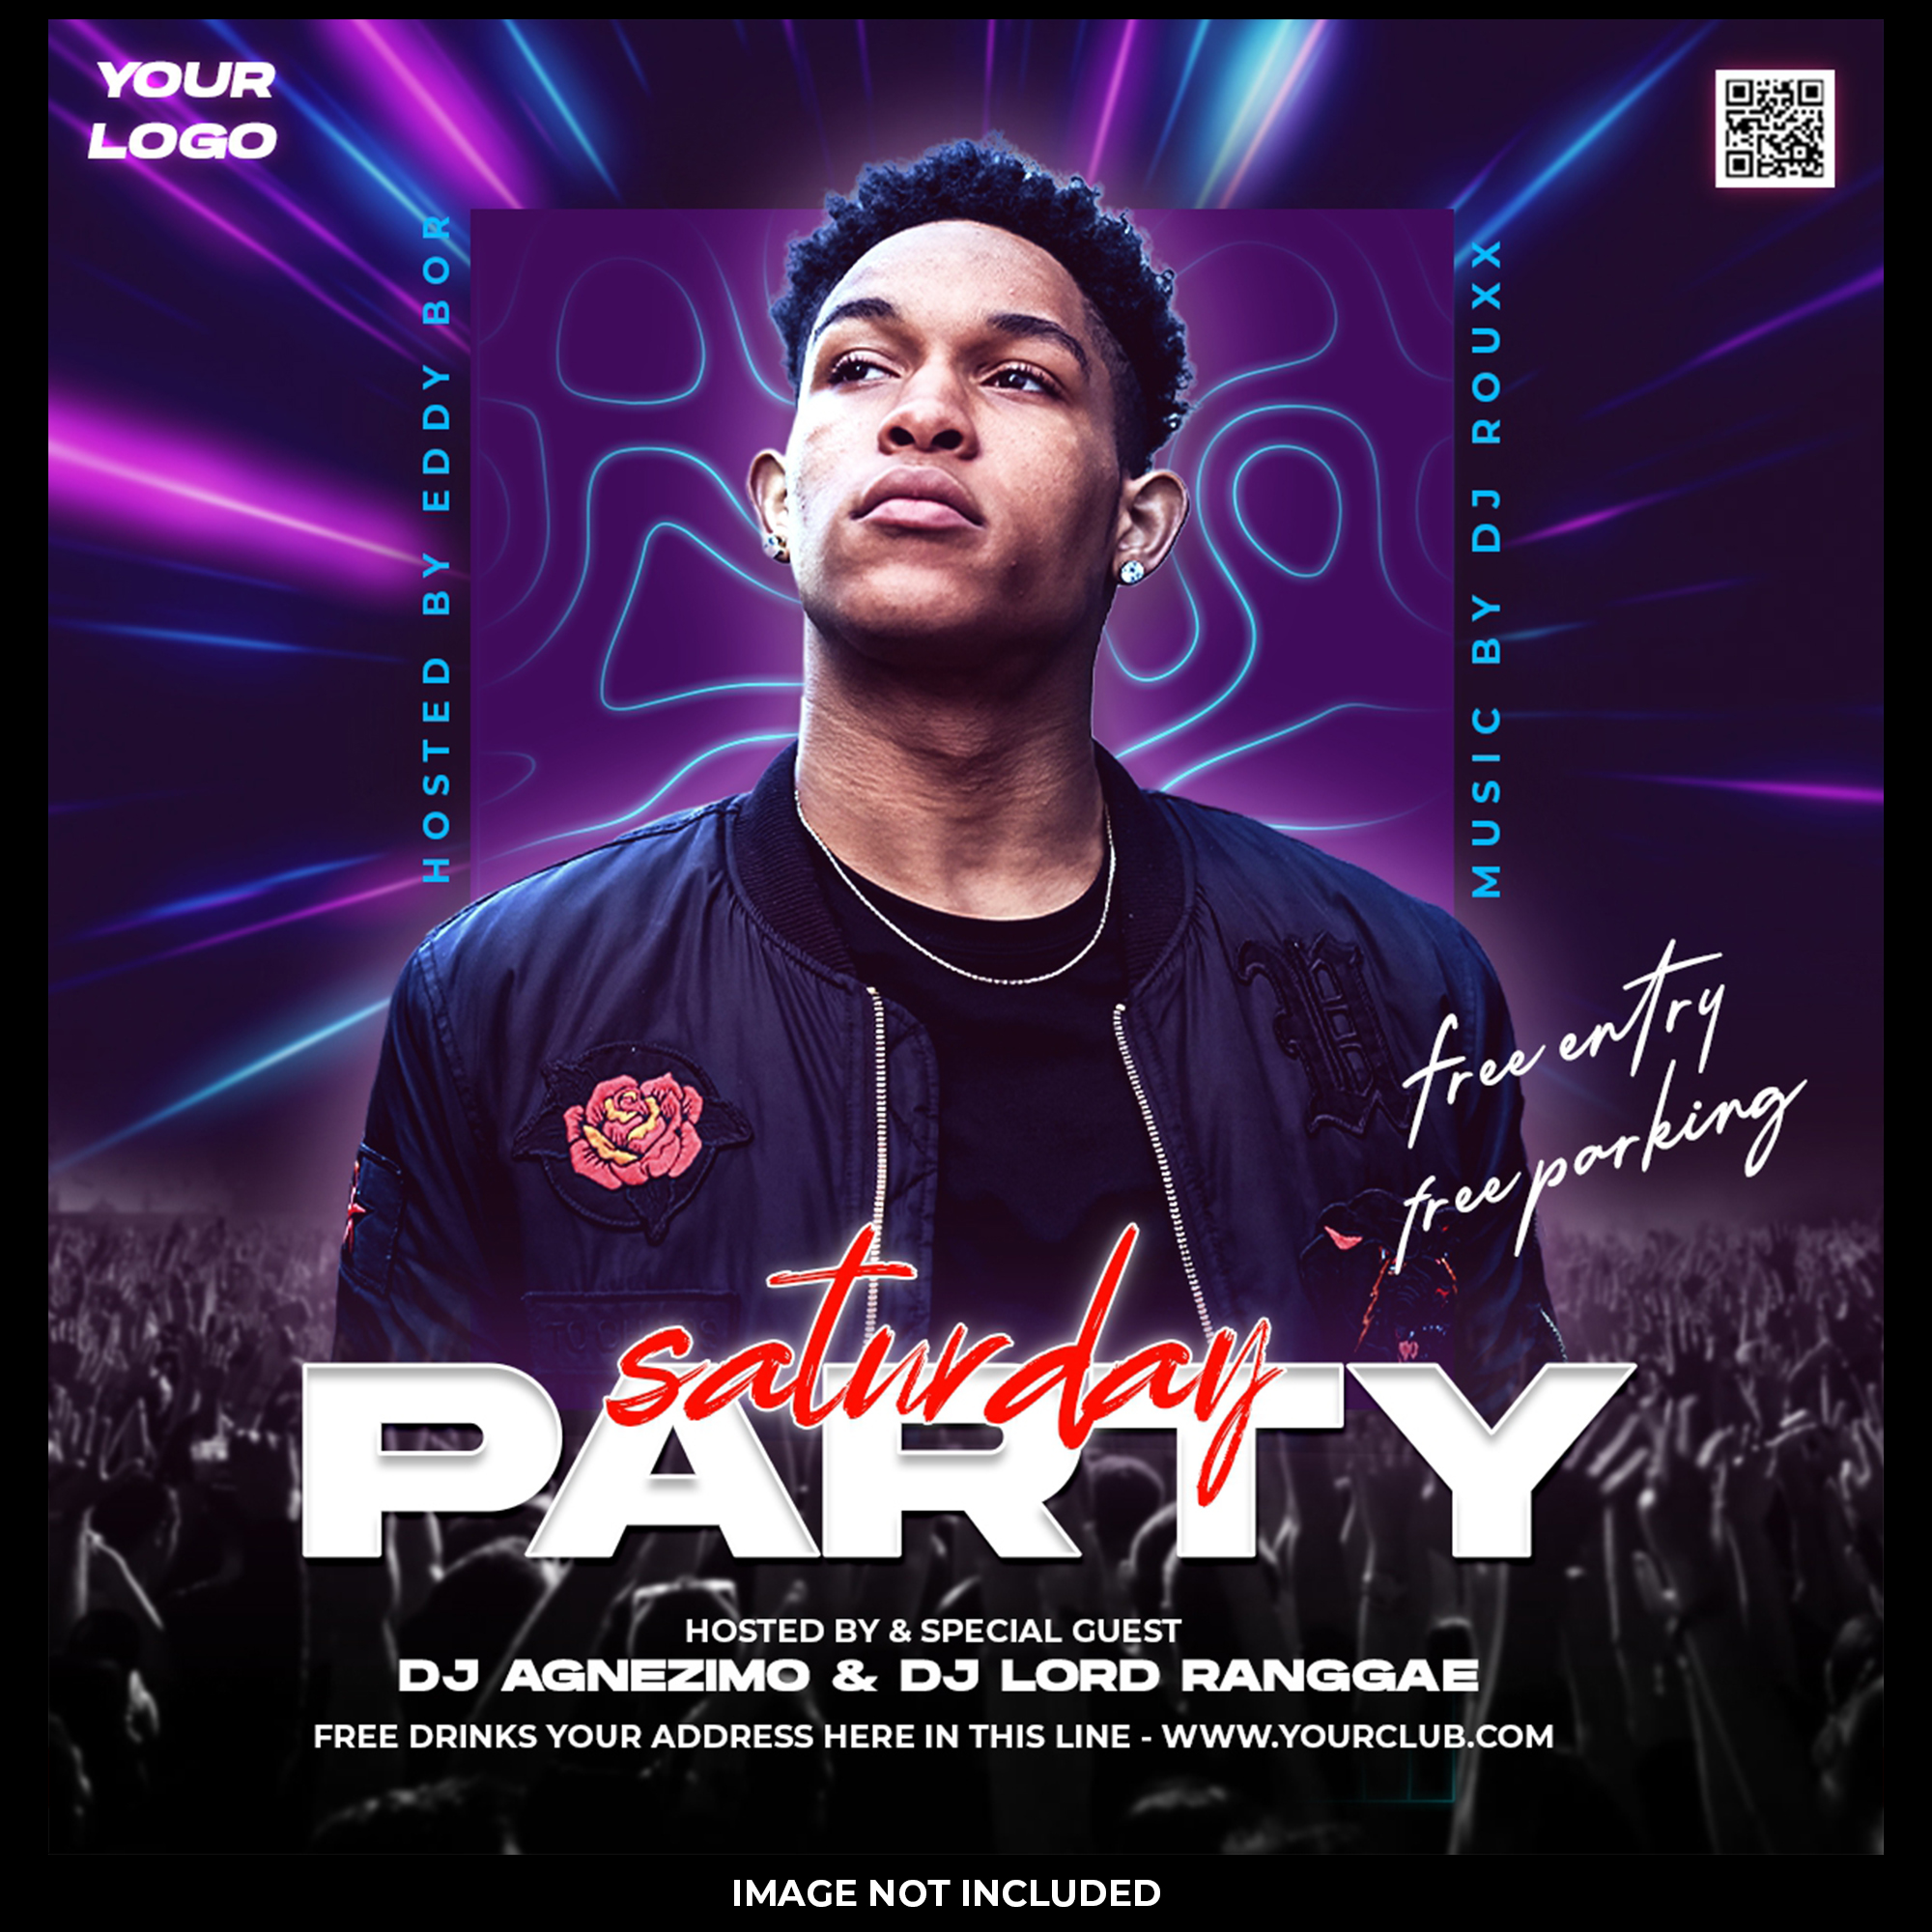 YOUR
LOGO
HOSTED BY EDDY BOR
MUSIC BY DJ ROUXX
free entry
free parking
saturday
PARTY
HOSTED BY & SPECIAL GUEST
DJ AGNEZIMO & DJ LORD RANGGAE
FREE DRINKS YOUR ADDRESS HERE IN THIS LINE - WWW.YOURCLUB.COM
IMAGE NOT INCLUDED